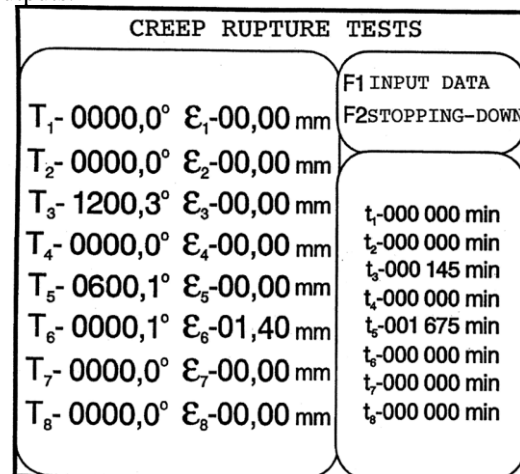 CREEP RUPTURE TESTS
F1 INPUT DATA
F2STOPPING-DOWN
T₁- 0000,0° Ɛ₁-00,00 mm
T₂- 0000,0° Ɛ₂-00,00 mm
T₃- 1200,3° Ɛ₃-00,00 mm
T₄- 0000,0° Ɛ₄-00,00 mm
T₅- 0600,1° Ɛ₅-00,00 mm
T₆- 0000,1° Ɛ₆-01,40 mm
T₇- 0000,0° Ɛ₇-00,00 mm
T₈- 0000,0° Ɛ₈-00,00 mm
t₁-000 000 min
t₂-000 000 min
t₃-000 145 min
t₄-000 000 min
t₅-001 675 min
t₆-000 000 min
t₇-000 000 min
t₈-000 000 min